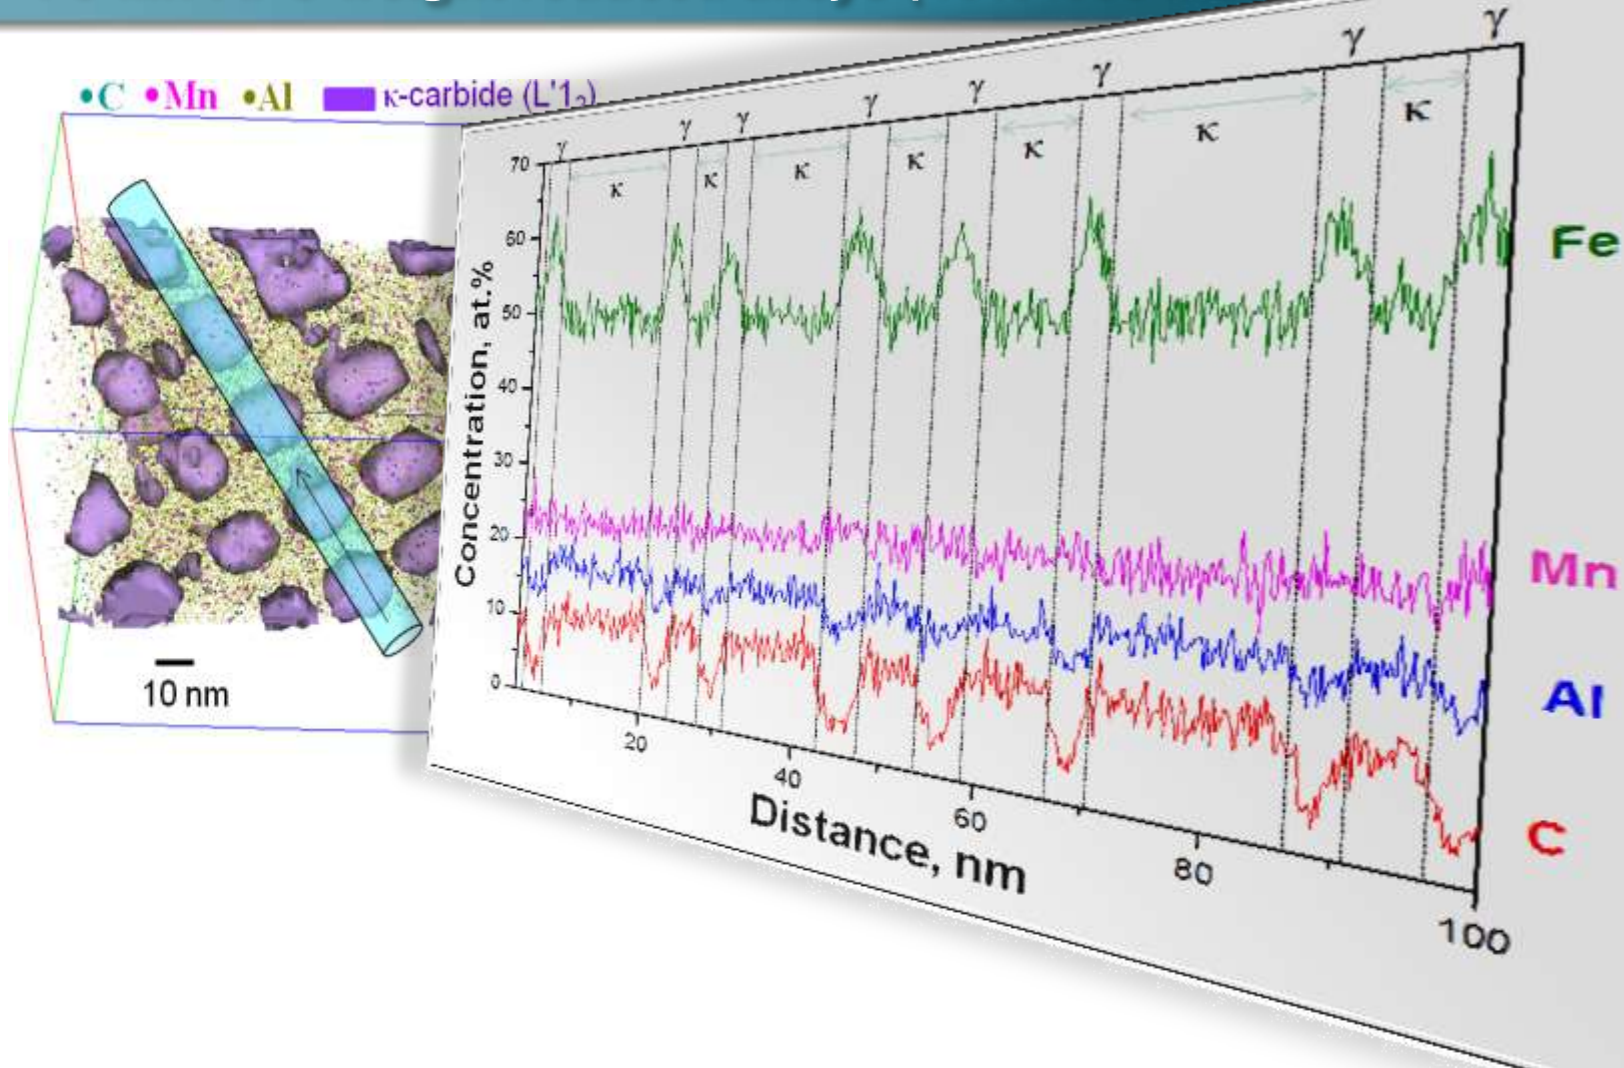 •C •Mn •Al κ-carbide (L'1₂)
10 nm
γ γ γ γ γ γ γ γ
κ κ κ κ κ κ κ
Concentration, at.%
70
60
50
40
30
20
10
0
20 40 60 80 100
Distance, nm
Fe
Mn
Al
C